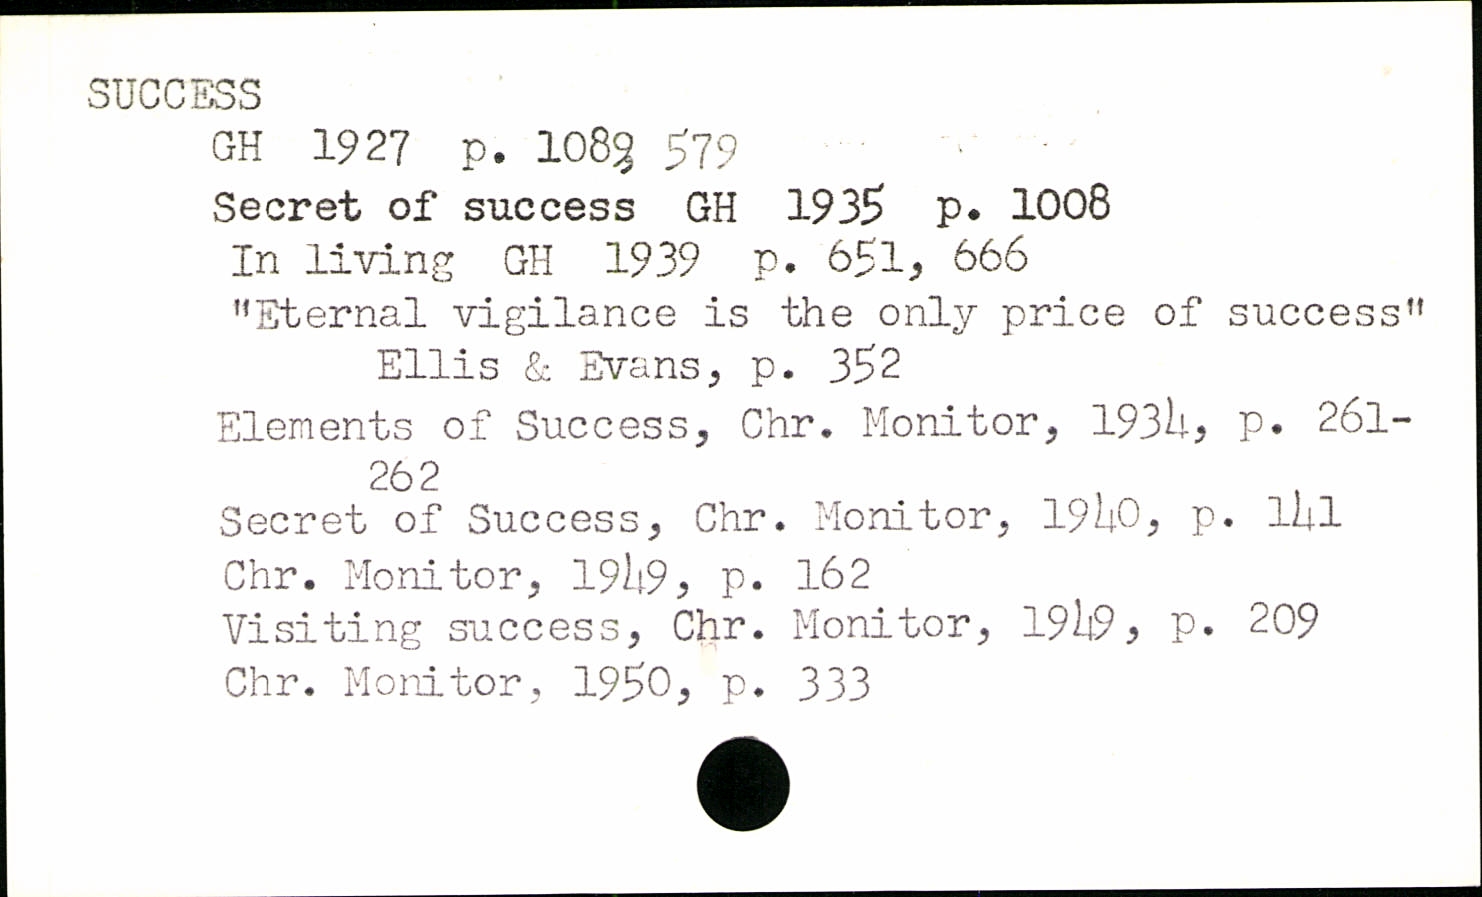 SUCCESS
GH 1927 p. 1089, 579
Secret of success GH 1935 p. 1008
In living GH 1939 p. 651, 666
"Eternal vigilance is the only price of success"
Ellis & Evans, p. 352
Elements of Success, Chr. Monitor, 1934, p. 261-
262
Secret of Success, Chr. Monitor, 1940, p. 141
Chr. Monitor, 1949, p. 162
Visiting success, Chr. Monitor, 1949, p. 209
Chr. Monitor, 1950, p. 333